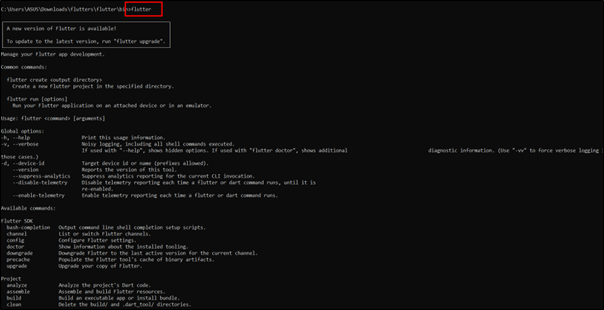 C:\Users\ASUS\Downloads\flutters\flutter\bin>flutter
A new version of Flutter is available!
To update to the latest version, run "flutter upgrade".
Manage your Flutter app development.
Common commands:
flutter create <output directory>
Create a new Flutter project in the specified directory.
flutter run [options]
Run your Flutter application on an attached device or in an emulator.
Usage: flutter <command> [arguments]
Global options:
-h, --help Print this usage information.
-v, --verbose Noisy logging, including all shell commands executed.
If used with "--help", shows hidden options. If used with "flutter doctor", shows additional diagnostic information. (Use "-vv" to force verbose logging
those cases.)
-d, --device-id Target device id or name (prefixes allowed).
--version Reports the version of this tool.
--suppress-analytics Suppress analytics reporting for the current CLI invocation.
--disable-telemetry Disable telemetry reporting each time a flutter or dart command runs, until it is
re-enabled.
--enable-telemetry Enable telemetry reporting each time a flutter or dart command runs.
Available commands:
Flutter SDK
bash-completion Output command line shell completion setup scripts.
channel List or switch Flutter channels.
config Configure Flutter settings.
doctor Show information about the installed tooling.
downgrade Downgrade Flutter to the last active version for the current channel.
precache Populate the Flutter tool's cache of binary artifacts.
upgrade Upgrade your copy of Flutter.
Project
analyze Analyze the project's Dart code.
assemble Assemble and build Flutter resources.
build Build an executable app or install bundle.
clean Delete the build/ and .dart_tool/ directories.